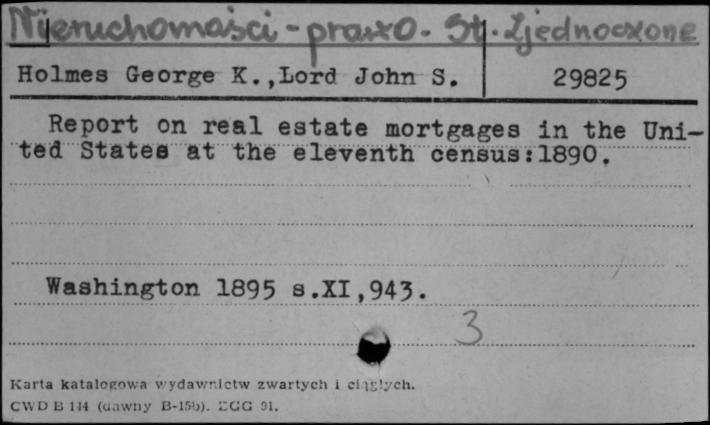 Nieruchomości - prawo. St. Zjednoczone
Holmes George K.,Lord John S.
29825
Report on real estate mortgages in the Uni-
ted States at the eleventh census:1890.
Washington 1895 s.XI,943.
3
Karta katalogowa wydawnictw zwartych i ciągłych.
CWD B 144 (dawny B-15b). ZGG 91.